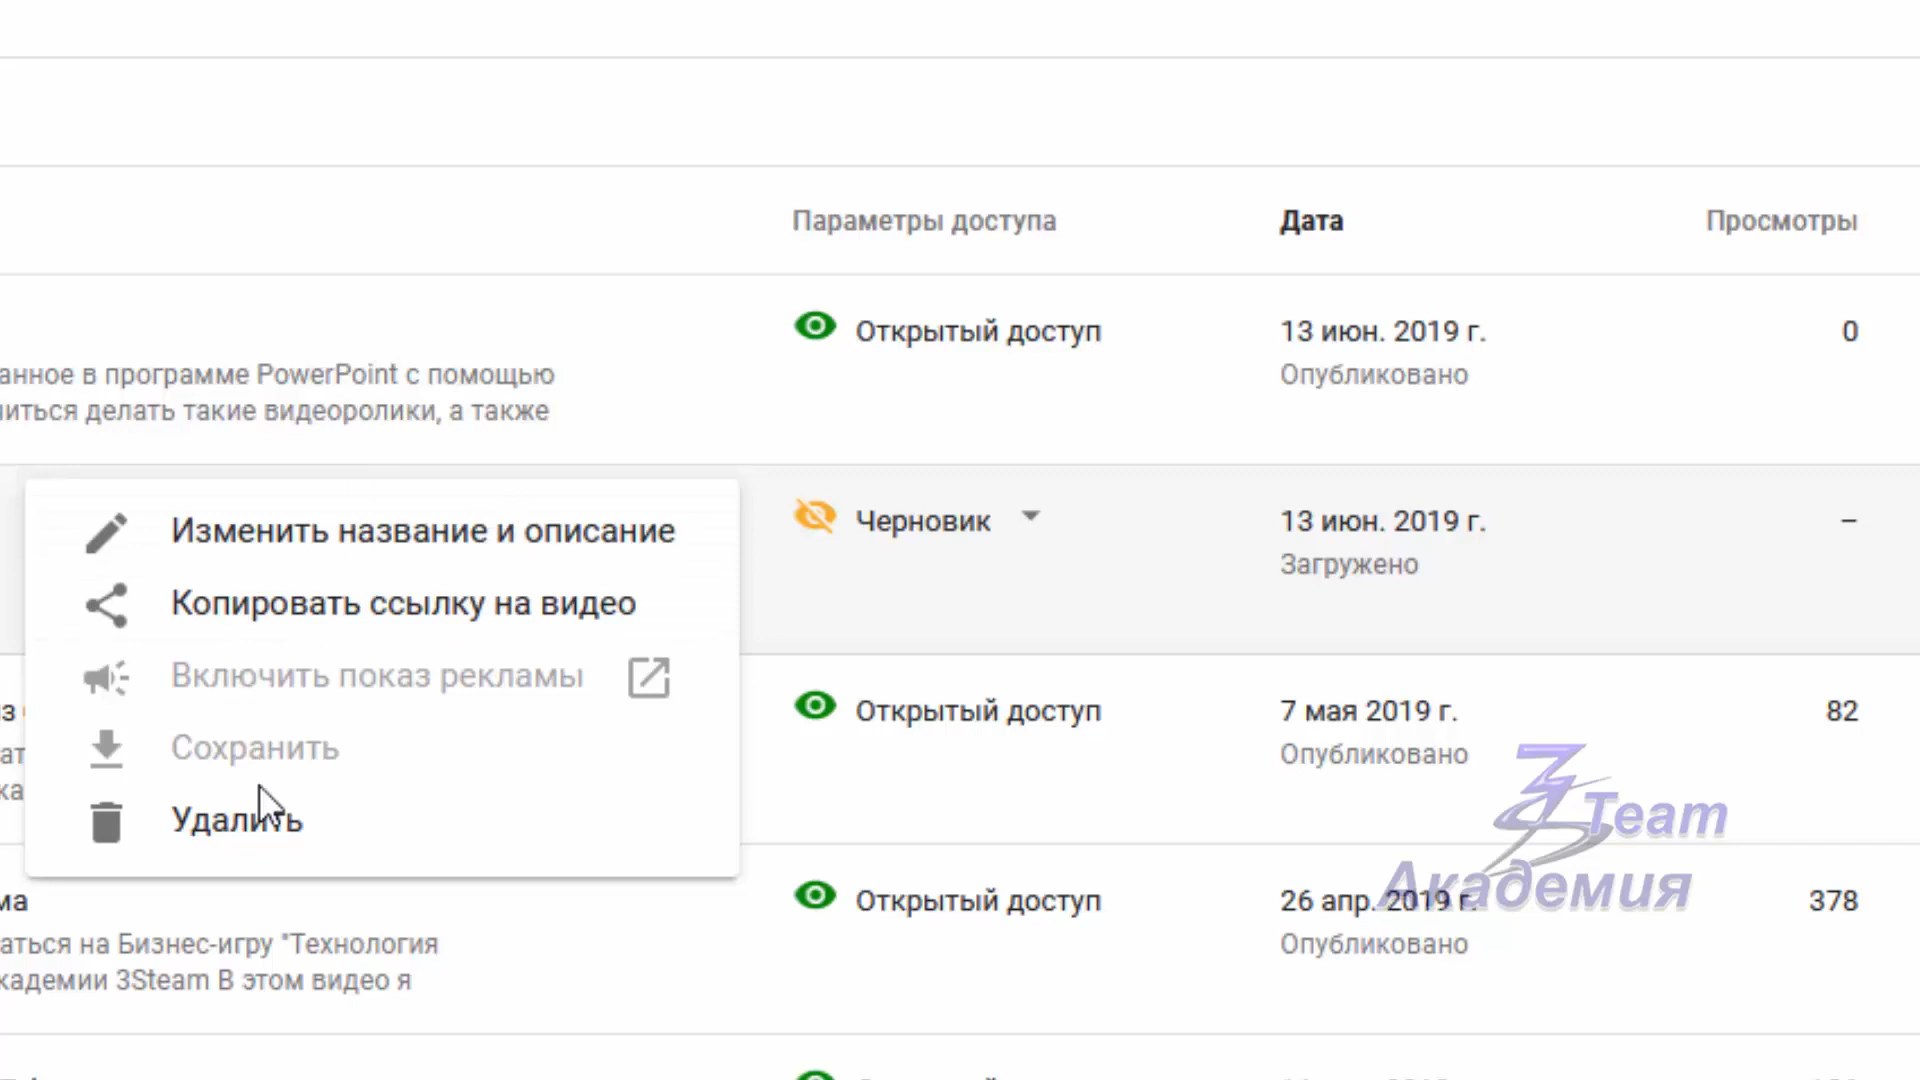 Параметры доступа
Дата
Просмотры
Открытый доступ
13 июн. 2019 г.
0
Опубликовано
анное в программе PowerPoint с помощью
иться делать такие видеоролики, а также
Черновик
13 июн. 2019 г.
–
Загружено
Изменить название и описание
Копировать ссылку на видео
Включить показ рекламы
Сохранить
Удалить
Открытый доступ
7 мая 2019 г.
82
Опубликовано
3S Team
Академия
ма
Открытый доступ
26 апр. 2019 г.
378
Опубликовано
аться на Бизнес-игру "Технология
кадемии 3Steam В этом видео я